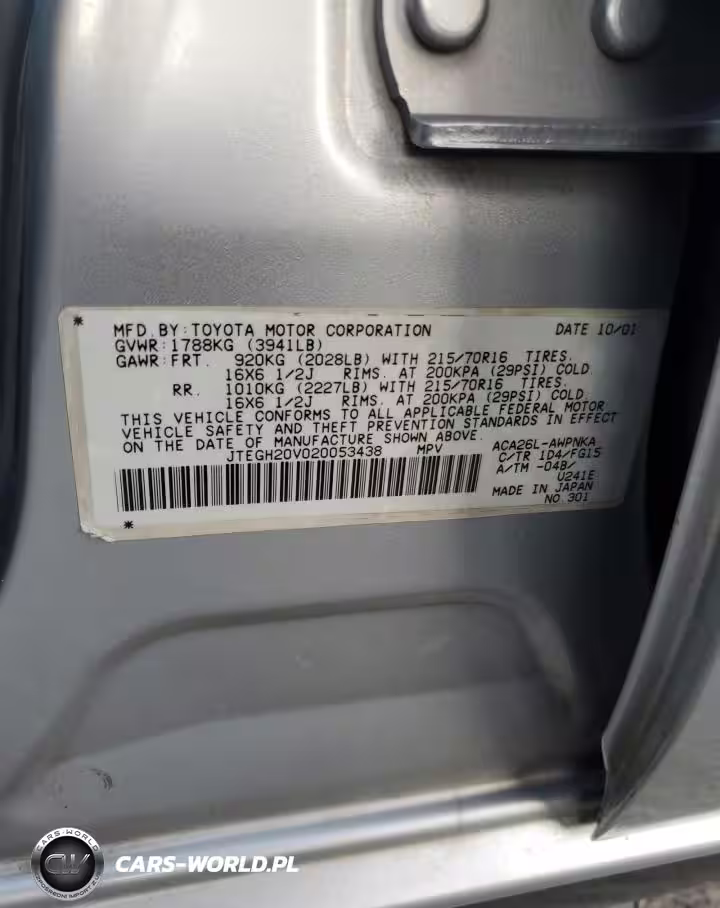 * MFD. BY: TOYOTA MOTOR CORPORATION DATE 10/01
GVWR: 1788KG (3941LB)
GAWR: FRT. 920KG (2028LB) WITH 215/70R16 TIRES.
16X6 1/2J RIMS. AT 200KPA (29PSI) COLD.
RR. 1010KG (2227LB) WITH 215/70R16 TIRES.
16X6 1/2J RIMS. AT 200KPA (29PSI) COLD.
THIS VEHICLE CONFORMS TO ALL APPLICABLE FEDERAL MOTOR
VEHICLE SAFETY AND THEFT PREVENTION STANDARDS IN EFFECT
ON THE DATE OF MANUFACTURE SHOWN ABOVE.
JTEGH20V020053438 MPV
ACA26L-AWPNKA
C/TR 1D4/FG15
A/TM -04B/
U241E
MADE IN JAPAN
* NO. 301
CARS-WORLD
CW
CARS-WORLD.PL